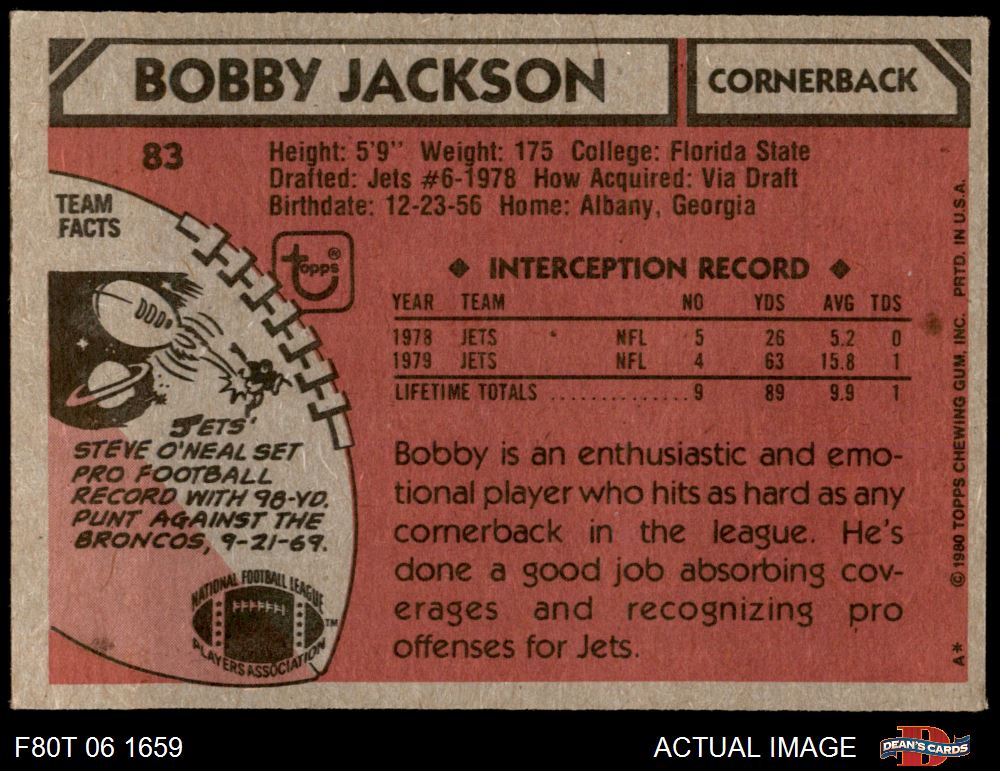 BOBBY JACKSON
CORNERBACK
83
Height: 5'9" Weight: 175 College: Florida State
Drafted: Jets #6-1978 How Acquired: Via Draft
Birthdate: 12-23-56 Home: Albany, Georgia
TEAM
FACTS
topps®
◆ INTERCEPTION RECORD ◆
YEAR TEAM NO YDS AVG TDS
1978 JETS NFL 5 26 5.2 0
1979 JETS NFL 4 63 15.8 1
LIFETIME TOTALS ..............9 89 9.9 1
JETS'
STEVE O'NEAL SET
PRO FOOTBALL
RECORD WITH 98-YD.
PUNT AGAINST THE
BRONCOS, 9-21-69.
Bobby is an enthusiastic and emo-
tional player who hits as hard as any
cornerback in the league. He's
done a good job absorbing cov-
erages and recognizing pro
offenses for Jets.
NATIONAL FOOTBALL LEAGUE
PLAYERS ASSOCIATION
TM
© 1980 TOPPS CHEWING GUM, INC. PRTD. IN U.S.A.
A*
F80T 06 1659
ACTUAL IMAGE
DEAN'S CARDS